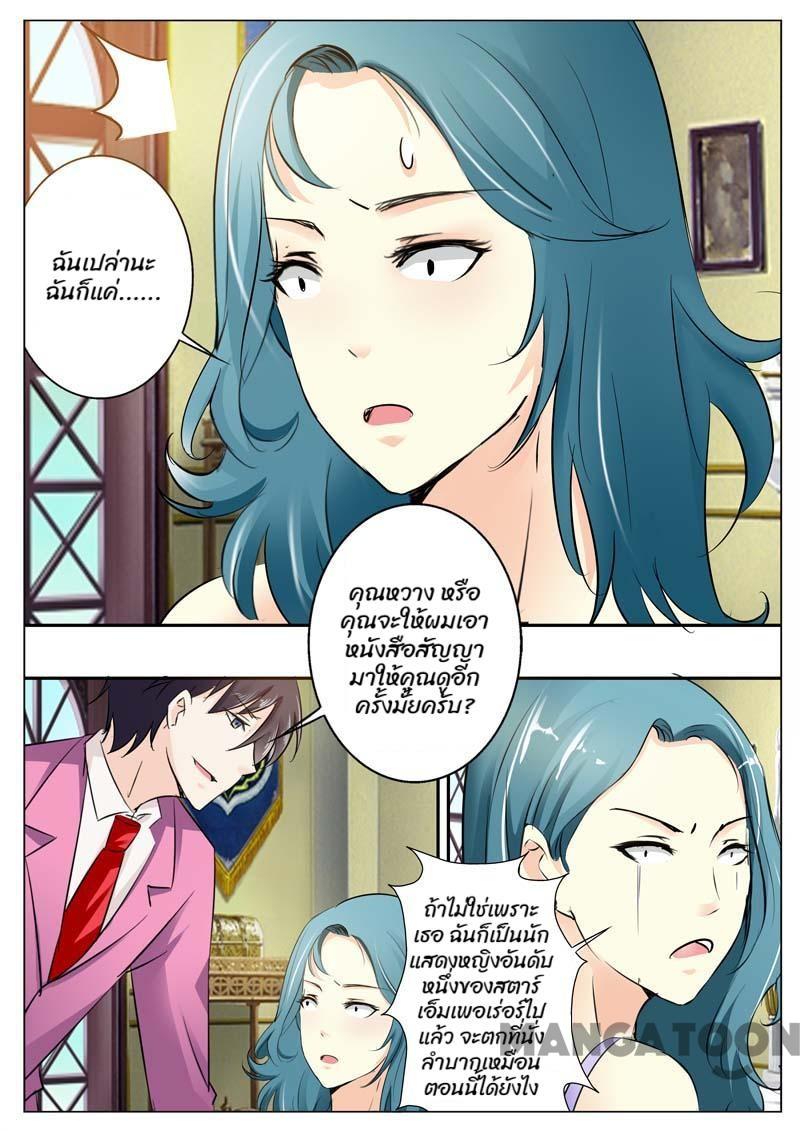 ฉันเปล่านะ
ฉันก็แค่......
คุณหวาง หรือ
คุณจะให้ผมเอา
หนังสือสัญญา
มาให้คุณดูอีก
ครั้งมั้ยครับ?
ถ้าไม่ใช่เพราะ
เธอ ฉันก็เป็นนัก
แสดงหญิงอันดับ
หนึ่งของสตาร์
เอ็มเพอเร่อร์ไป
แล้ว จะตกที่นั่ง
ลำบากเหมือน
ตอนนี้ได้ยังไง
MANGATOON